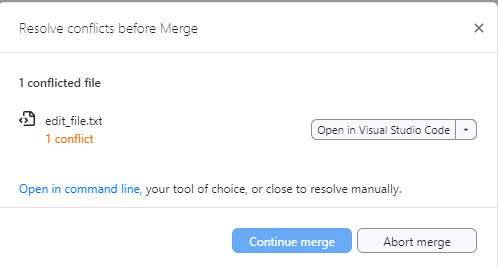 Resolve conflicts before Merge
1 conflicted file
edit_file.txt
1 conflict
Open in Visual Studio Code
Open in command line, your tool of choice, or close to resolve manually.
Continue merge
Abort merge